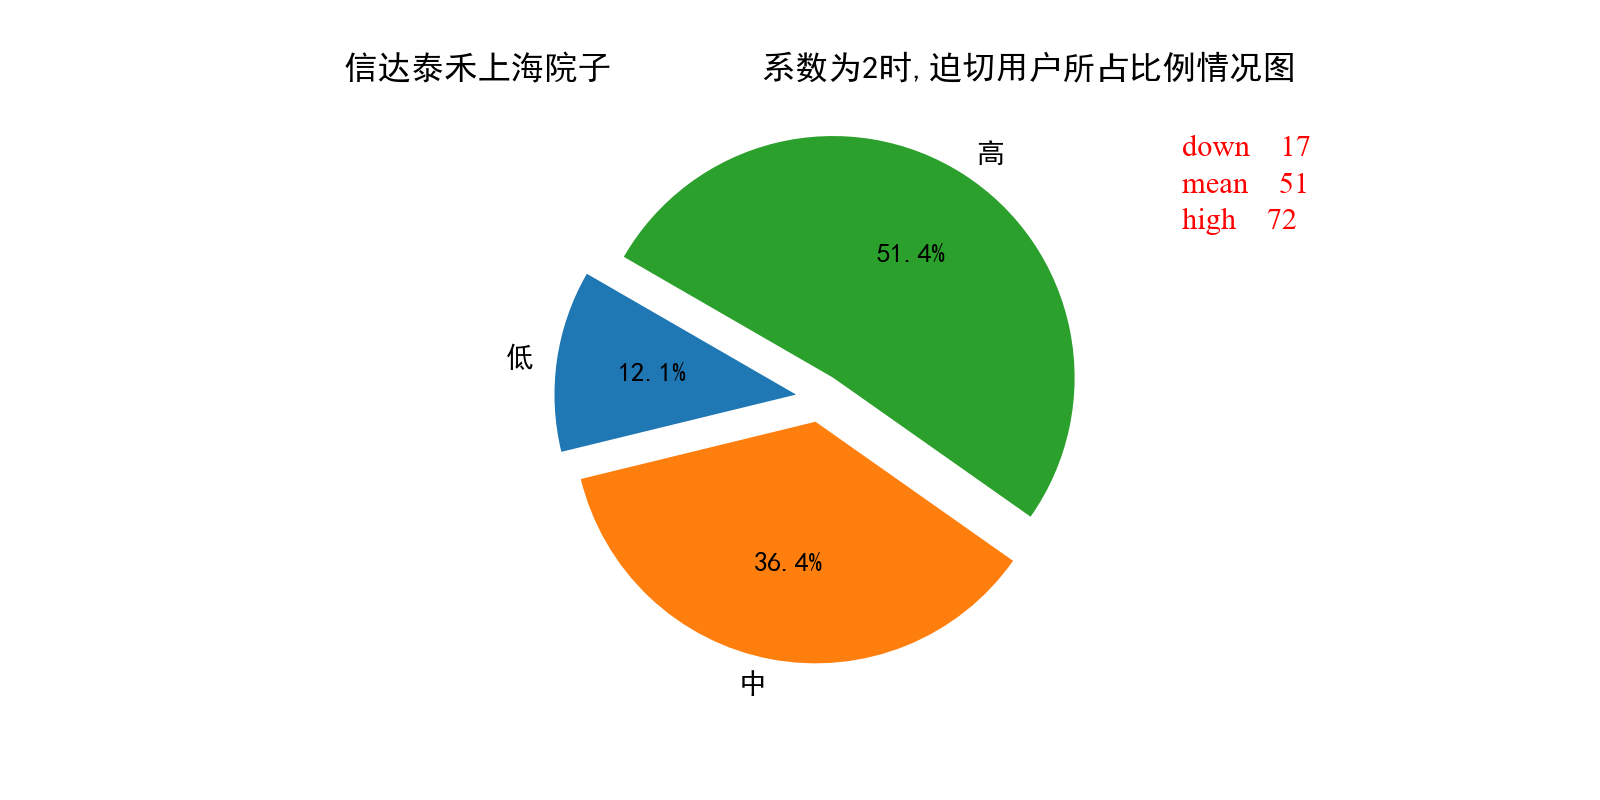 信达泰禾上海院子 系数为2时,迫切用户所占比例情况图
高
down 17
mean 51
high 72
51.4%
低
12.1%
36.4%
中